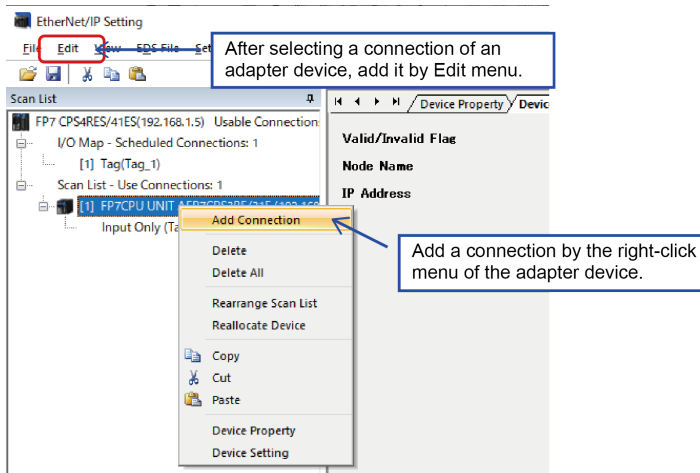 EtherNet/IP Setting
File Edit View EDS File
After selecting a connection of an
adapter device, add it by Edit menu.
Scan List
Device Property Devic
FP7 CPS4RES/41ES(192.168.1.5) Usable Connection
I/O Map - Scheduled Connections: 1
[1] Tag(Tag_1)
Scan List - Use Connections: 1
[1] FP7CPU UNIT
Input Only (Ta
Valid/Invalid Flag
Node Name
IP Address
Add Connection
Delete
Delete All
Rearrange Scan List
Reallocate Device
Copy
Cut
Paste
Device Property
Device Setting
Add a connection by the right-click
menu of the adapter device.